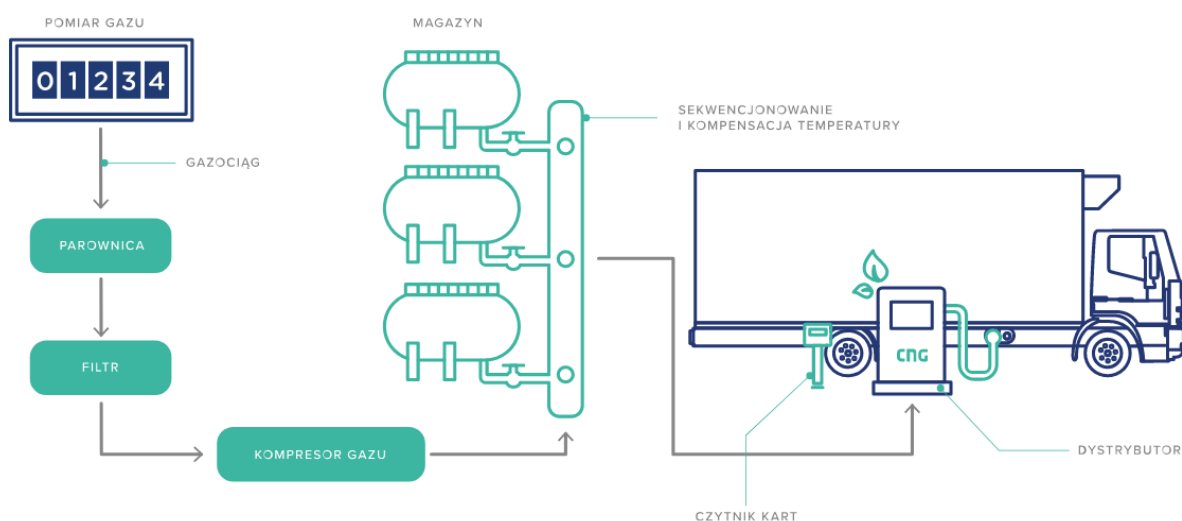 POMIAR GAZU
01234
GAZOCIĄG
PAROWNICA
FILTR
KOMPRESOR GAZU
MAGAZYN
SEKWENCJONOWANIE
I KOMPENSACJA TEMPERATURY
CNG
DYSTRYBUTOR
CZYTNIK KART